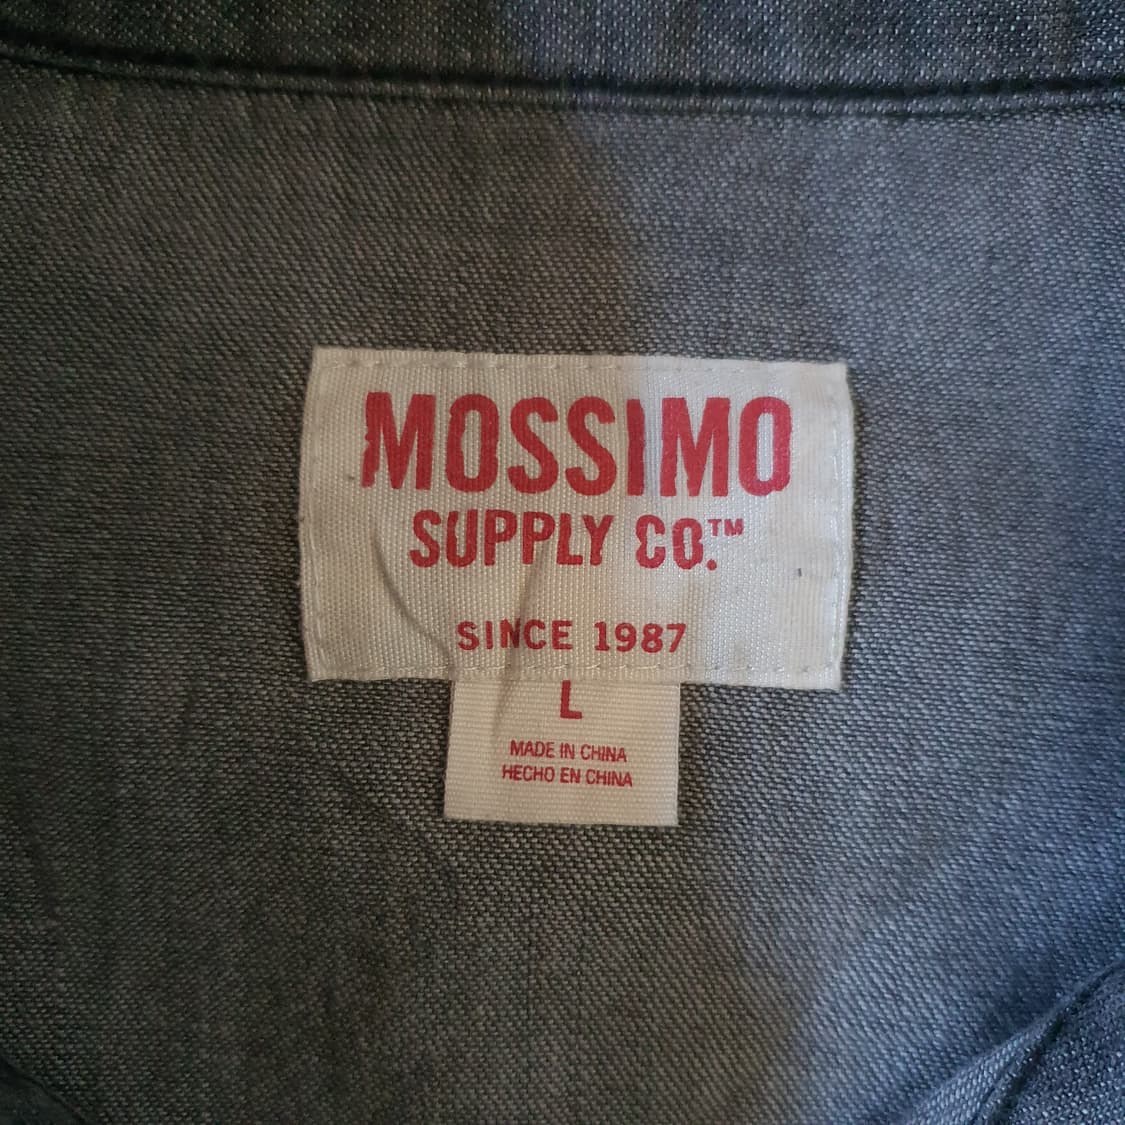 MOSSIMO
SUPPLY CO.™
SINCE 1987
L
MADE IN CHINA
HECHO EN CHINA